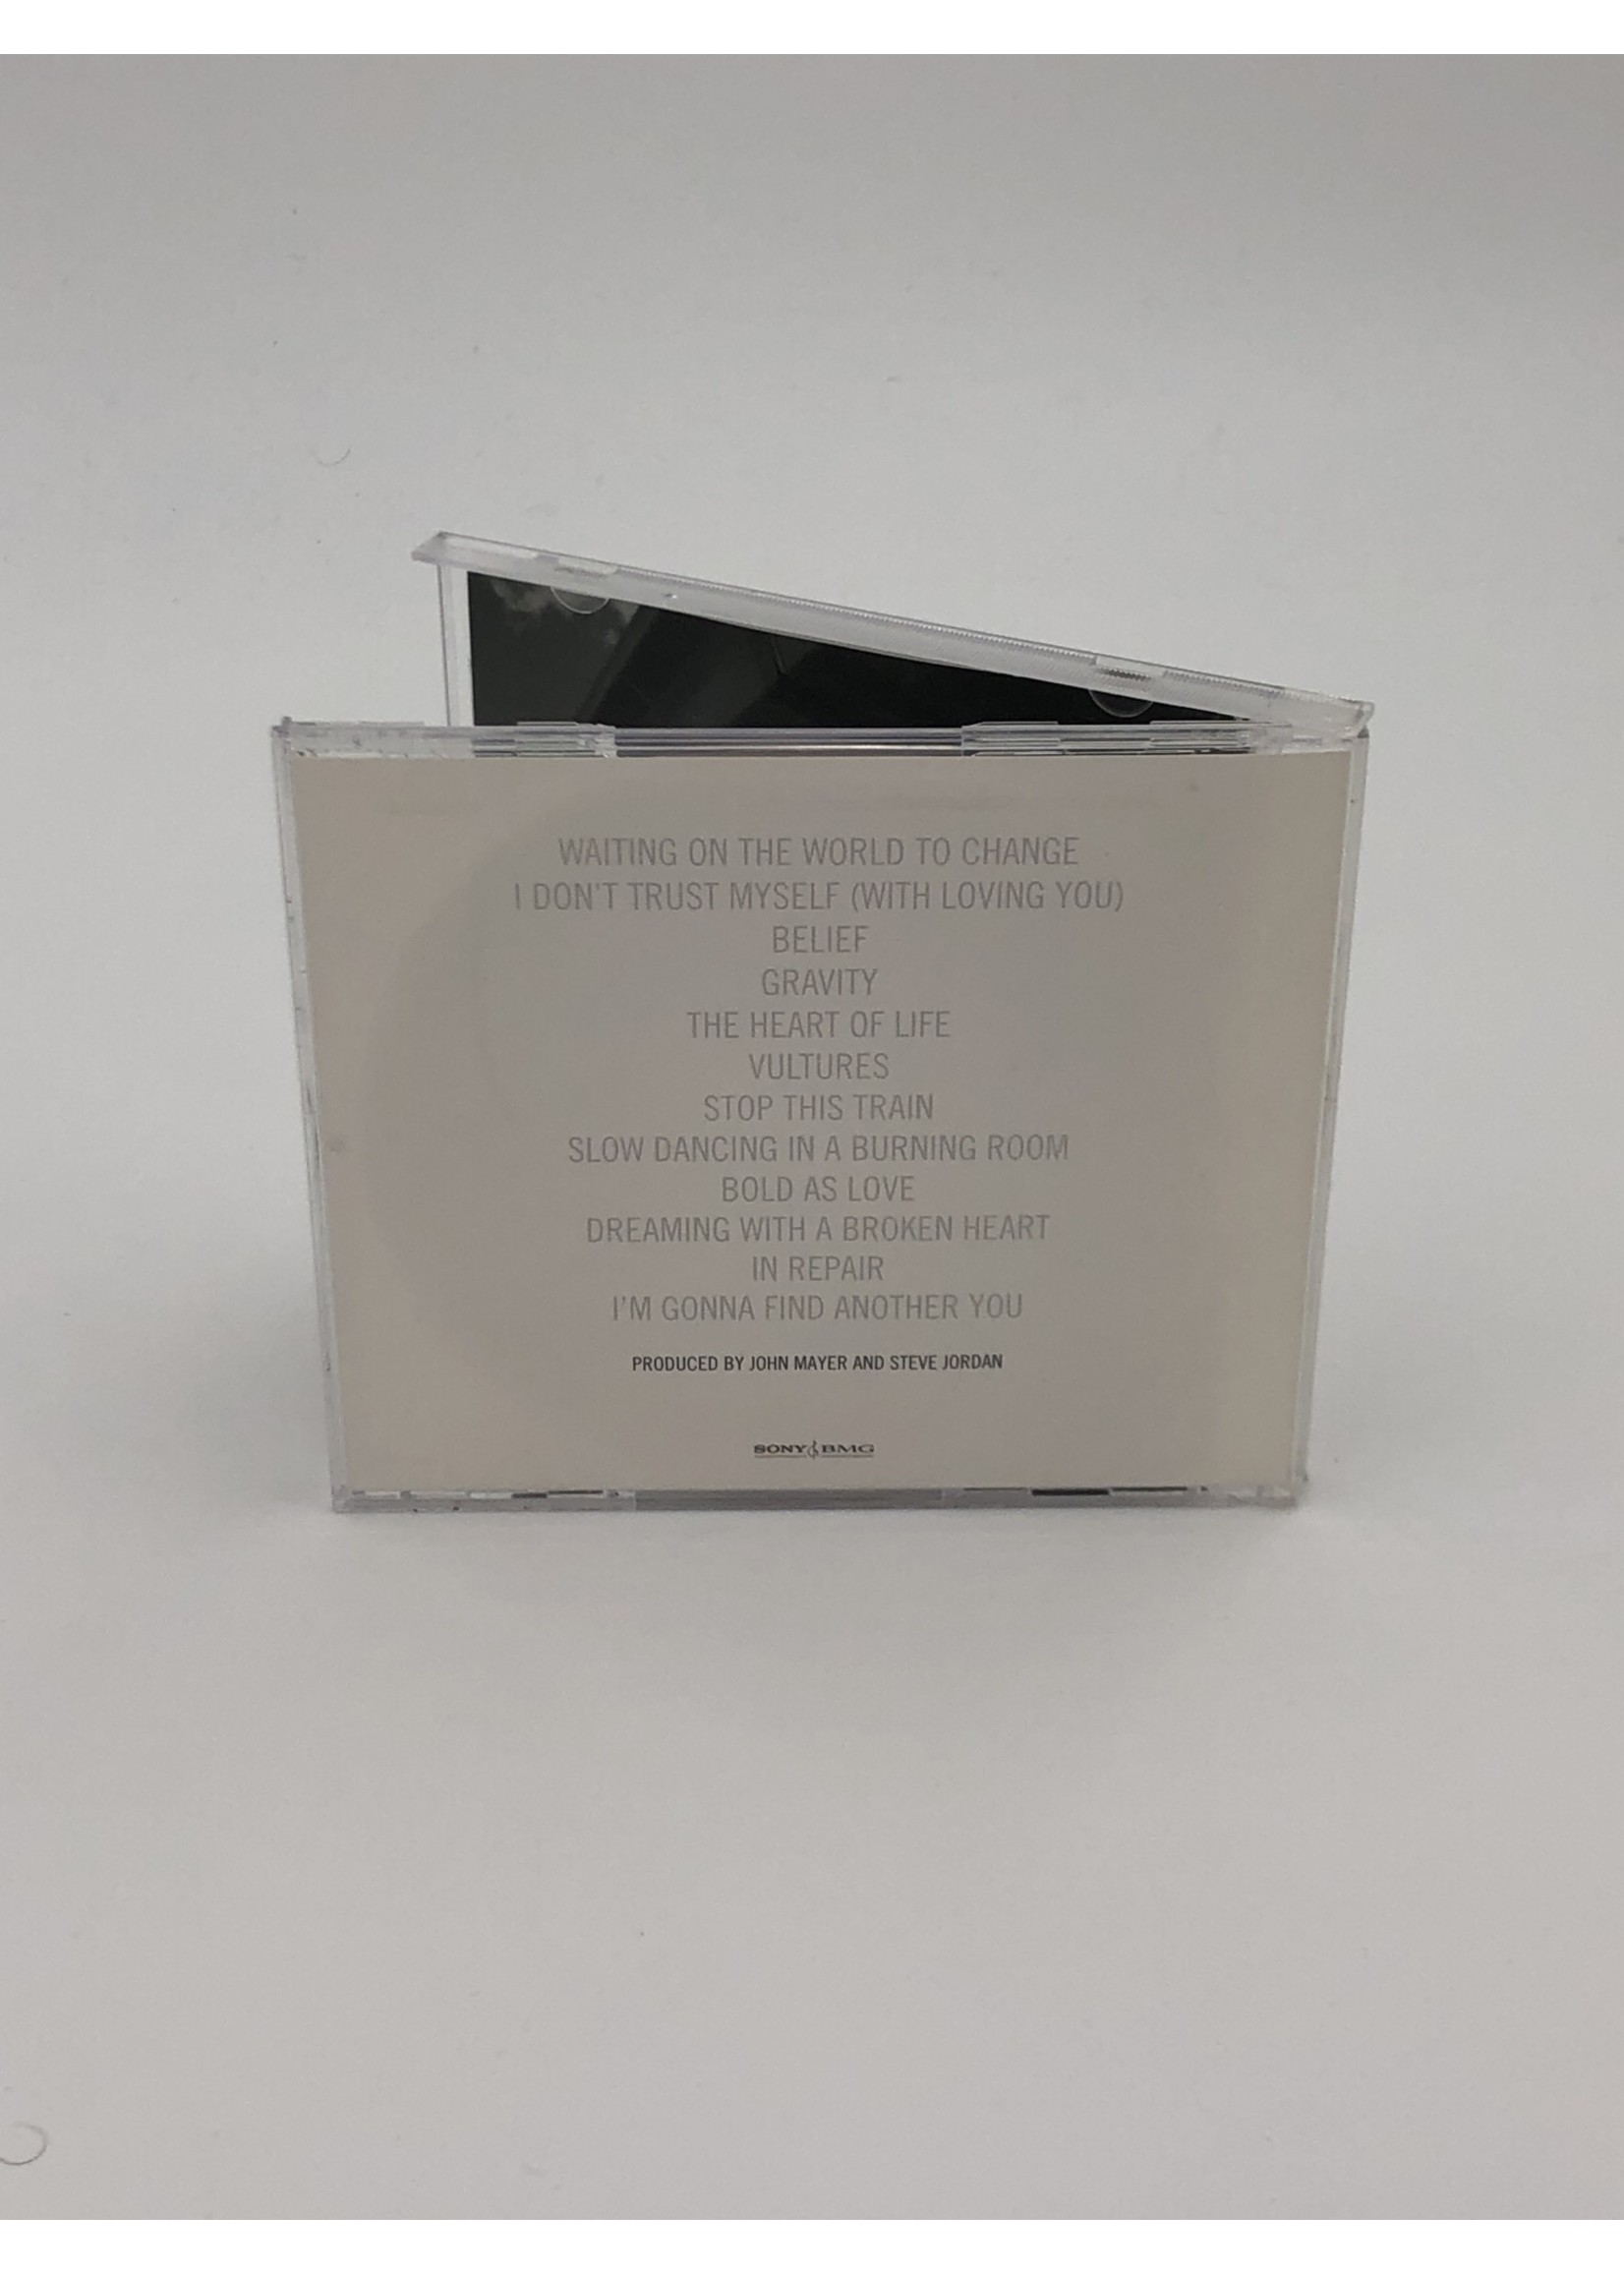 WAITING ON THE WORLD TO CHANGE
I DON'T TRUST MYSELF (WITH LOVING YOU)
BELIEF
GRAVITY
THE HEART OF LIFE
VULTURES
STOP THIS TRAIN
SLOW DANCING IN A BURNING ROOM
BOLD AS LOVE
DREAMING WITH A BROKEN HEART
IN REPAIR
I'M GONNA FIND ANOTHER YOU
PRODUCED BY JOHN MAYER AND STEVE JORDAN
SONY BMG